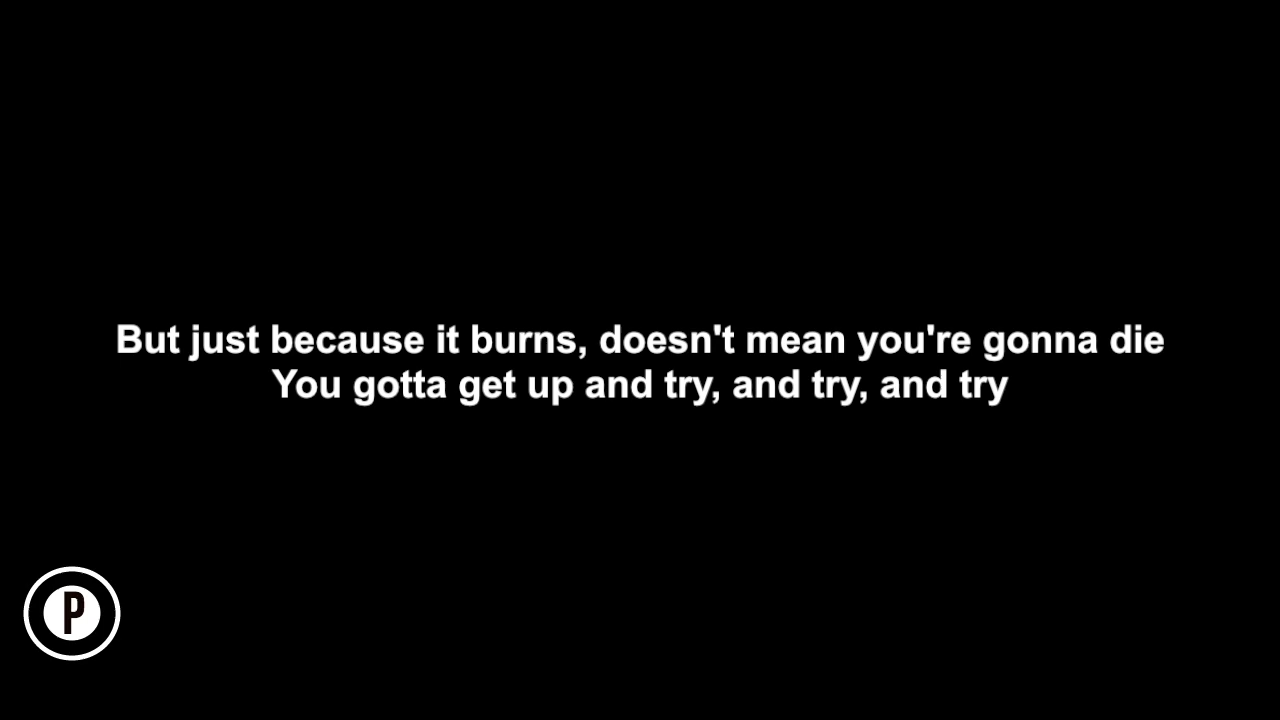 But just because it burns, doesn't mean you're gonna die
You gotta get up and try, and try, and try
P